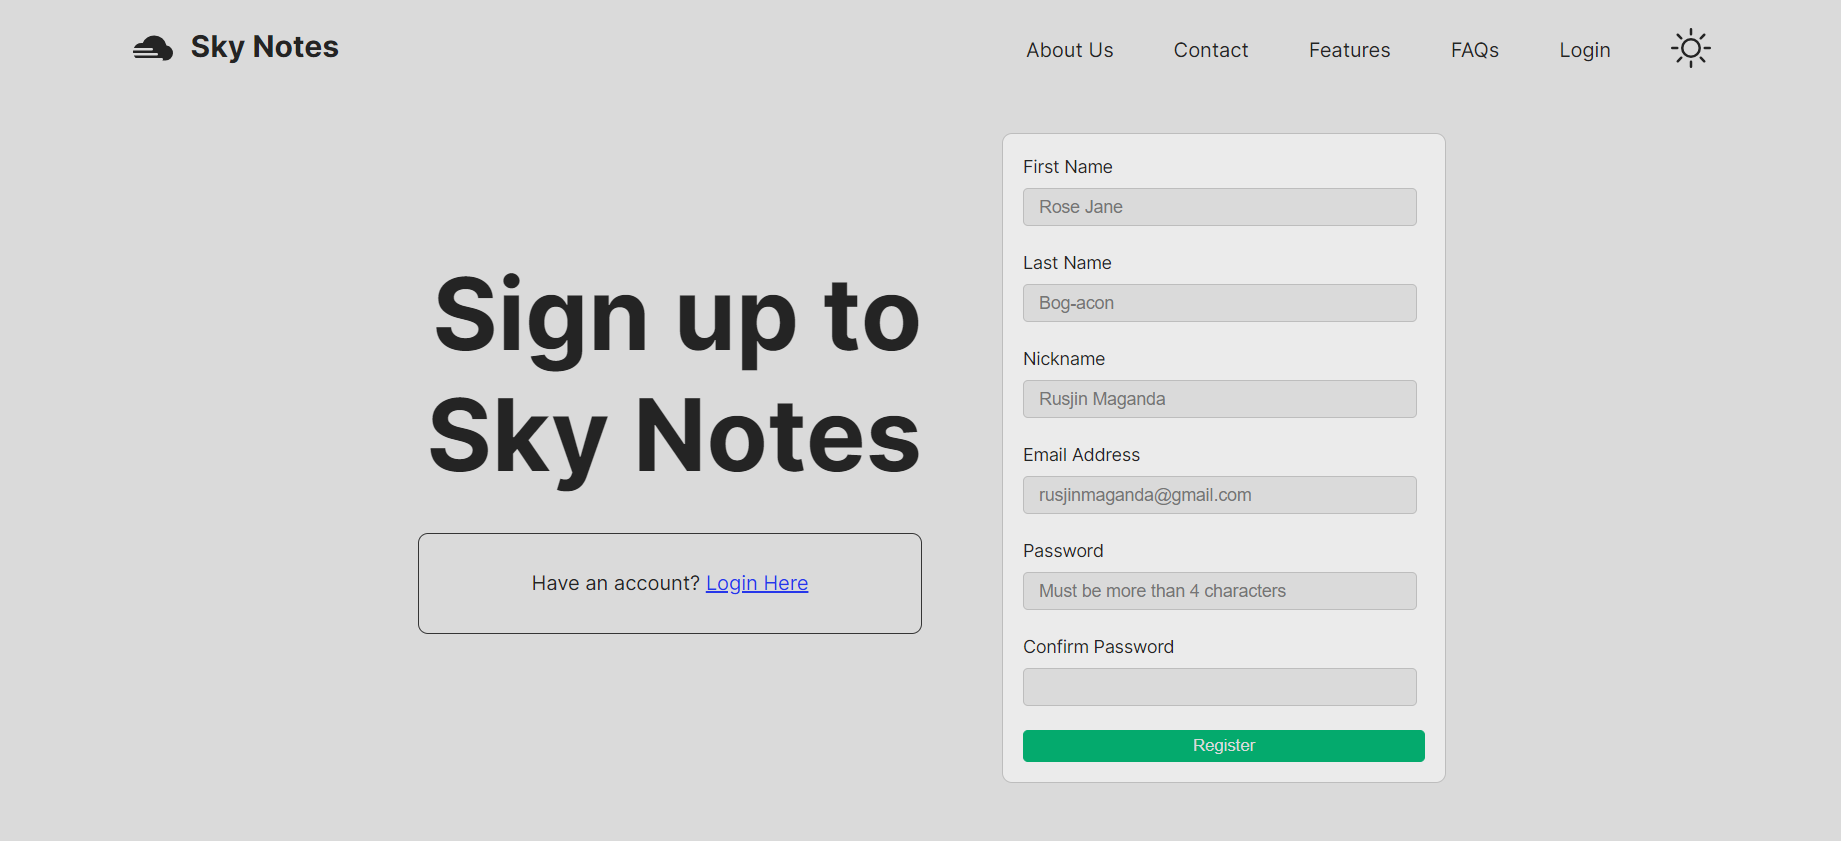 Sky Notes
About Us
Contact
Features
FAQs
Login
Sign up to
Sky Notes
Have an account? Login Here
First Name
Rose Jane
Last Name
Bog-acon
Nickname
Rusjin Maganda
Email Address
rusjinmaganda@gmail.com
Password
Must be more than 4 characters
Confirm Password
Register